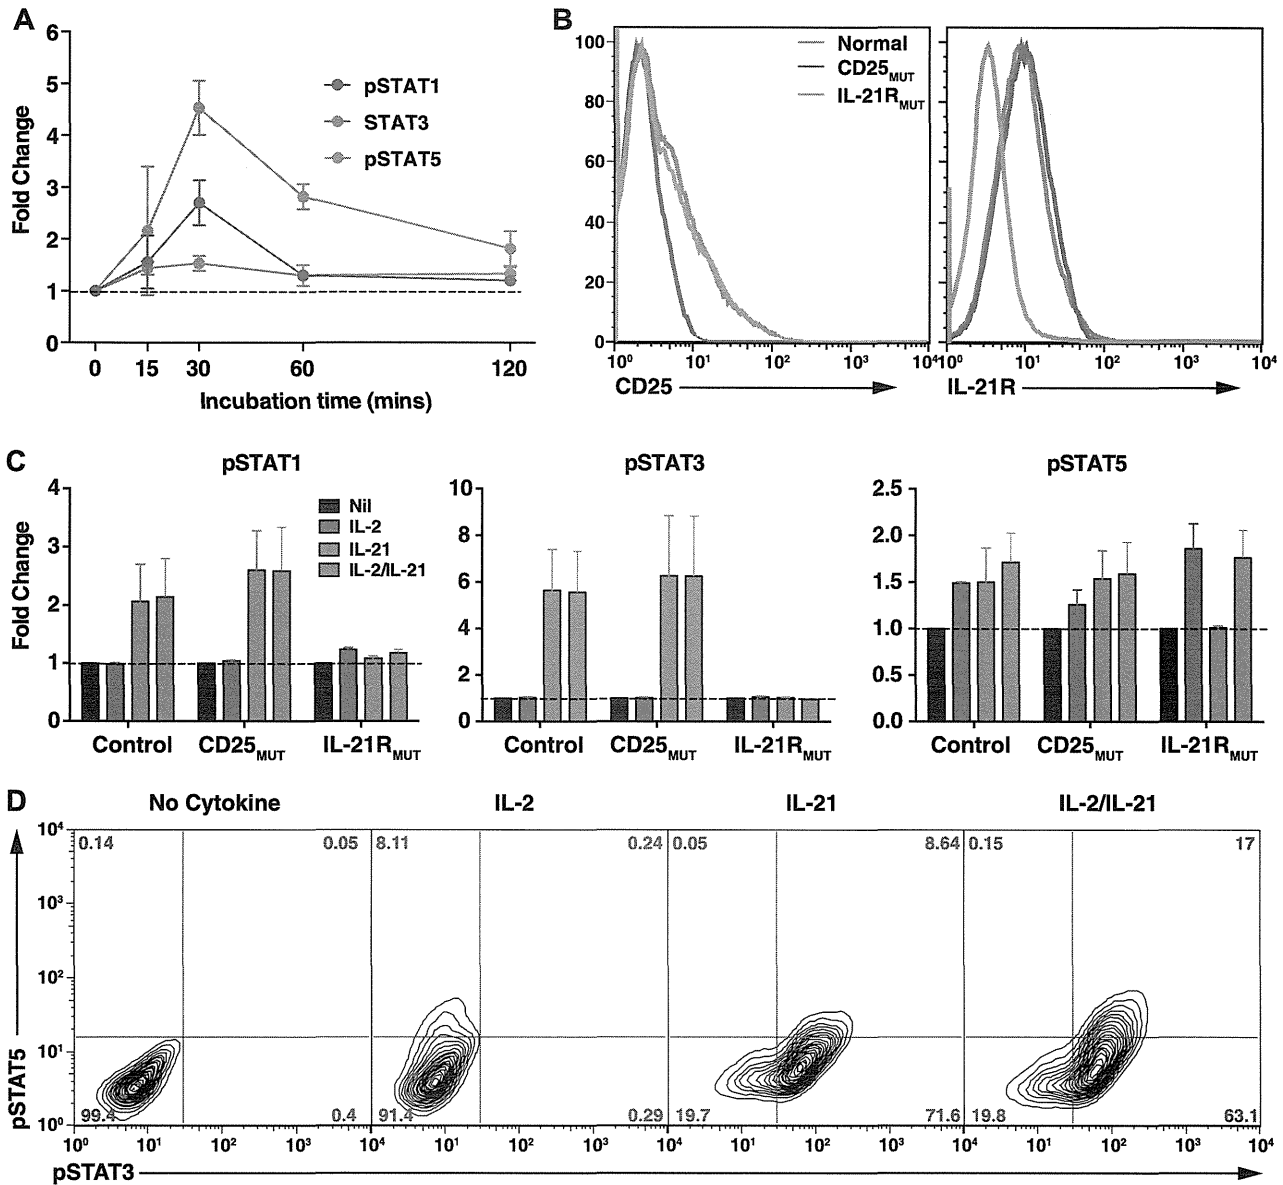 A
6
5
4
3
2
1
0
Fold Change
pSTAT1
STAT3
pSTAT5
0 15 30 60 120
Incubation time (mins)
B
100
80
60
40
20
0
Normal
CD25MUT
IL-21RMUT
10⁰ 10¹ 10² 10³ 10⁴
10⁰ 10¹ 10² 10³ 10⁴
CD25
IL-21R
C
pSTAT1
4
3
2
1
0
Fold Change
Nil
IL-2
IL-21
IL-2/IL-21
Control CD25MUT IL-21RMUT
pSTAT3
10
8
6
4
2
0
Control CD25MUT IL-21RMUT
pSTAT5
2.5
2.0
1.5
1.0
0.5
0.0
Control CD25MUT IL-21RMUT
D
No Cytokine IL-2 IL-21 IL-2/IL-21
10⁴
10³
10²
10¹
10⁰
pSTAT5
0.14 0.05 8.11 0.24 0.05 8.64 0.15 17
99.4 0.4 91.4 0.29 19.7 71.6 19.8 63.1
10⁰ 10¹ 10² 10³ 10⁴ 10¹ 10² 10³ 10⁴ 10¹ 10² 10³ 10⁴ 10¹ 10² 10³ 10⁴
pSTAT3